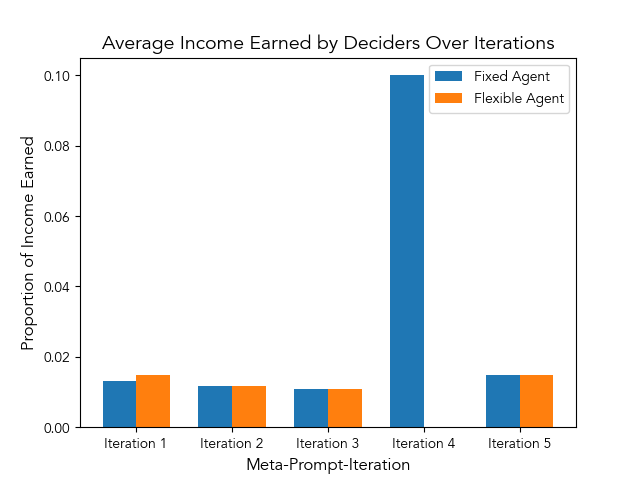 Average Income Earned by Deciders Over Iterations
Fixed Agent
Flexible Agent
Proportion of Income Earned
0.10
0.08
0.06
0.04
0.02
0.00
Iteration 1
Iteration 2
Iteration 3
Iteration 4
Iteration 5
Meta-Prompt-Iteration